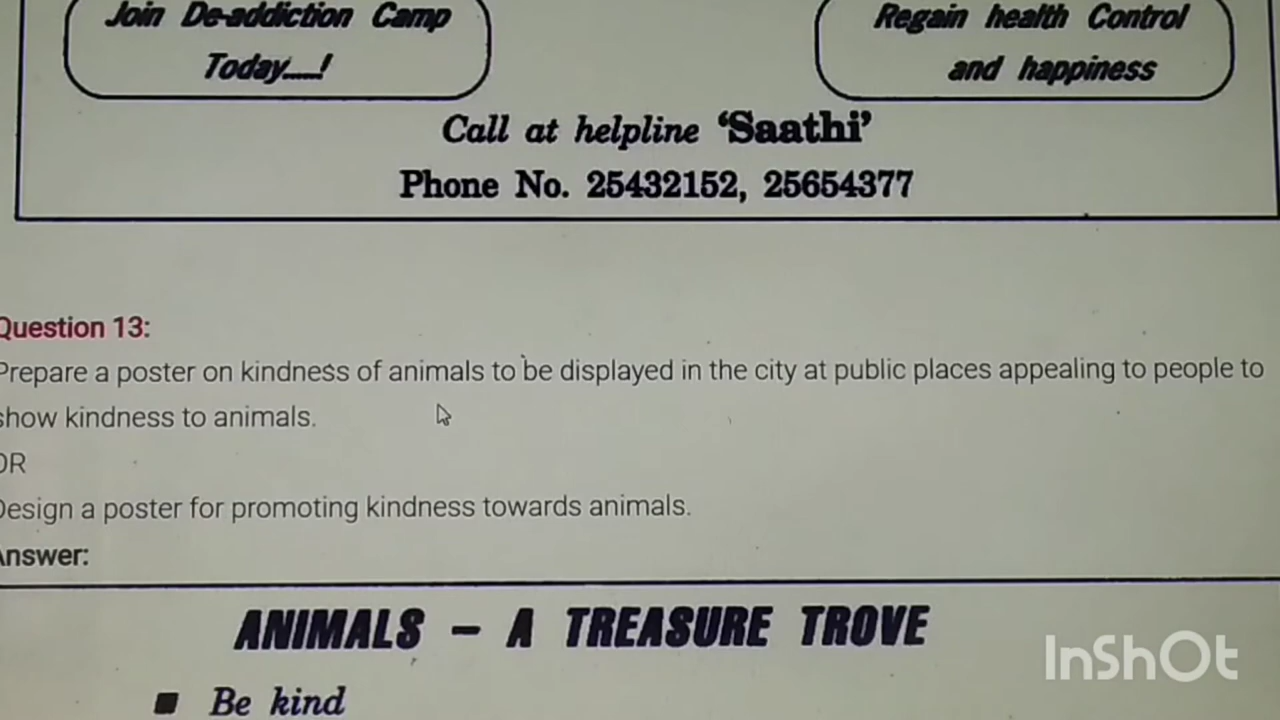 Join De-addiction Camp
Today.....!
Regain health Control
and happiness
Call at helpline ‘Saathi’
Phone No. 25432152, 25654377
Question 13:
Prepare a poster on kindness of animals to be displayed in the city at public places appealing to people to
show kindness to animals.
OR
Design a poster for promoting kindness towards animals.
Answer:
ANIMALS – A TREASURE TROVE
■ Be kind
InShOt